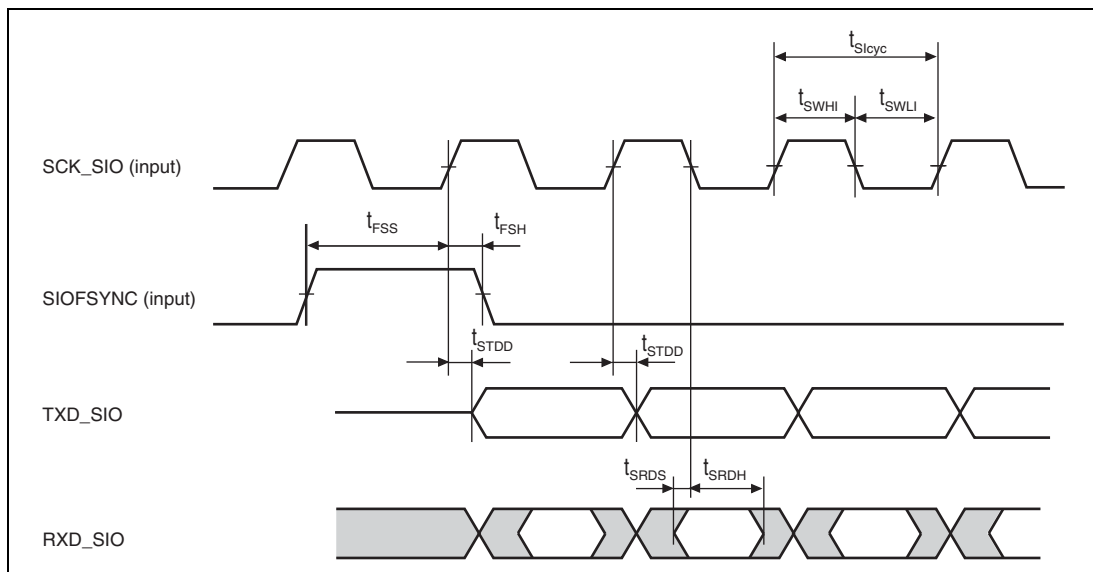 tSIcyc
tSWHI tSWLI
SCK_SIO (input)
tFSS tFSH
SIOFSYNC (input)
tSTDD tSTDD
TXD_SIO
tSRDS tSRDH
RXD_SIO